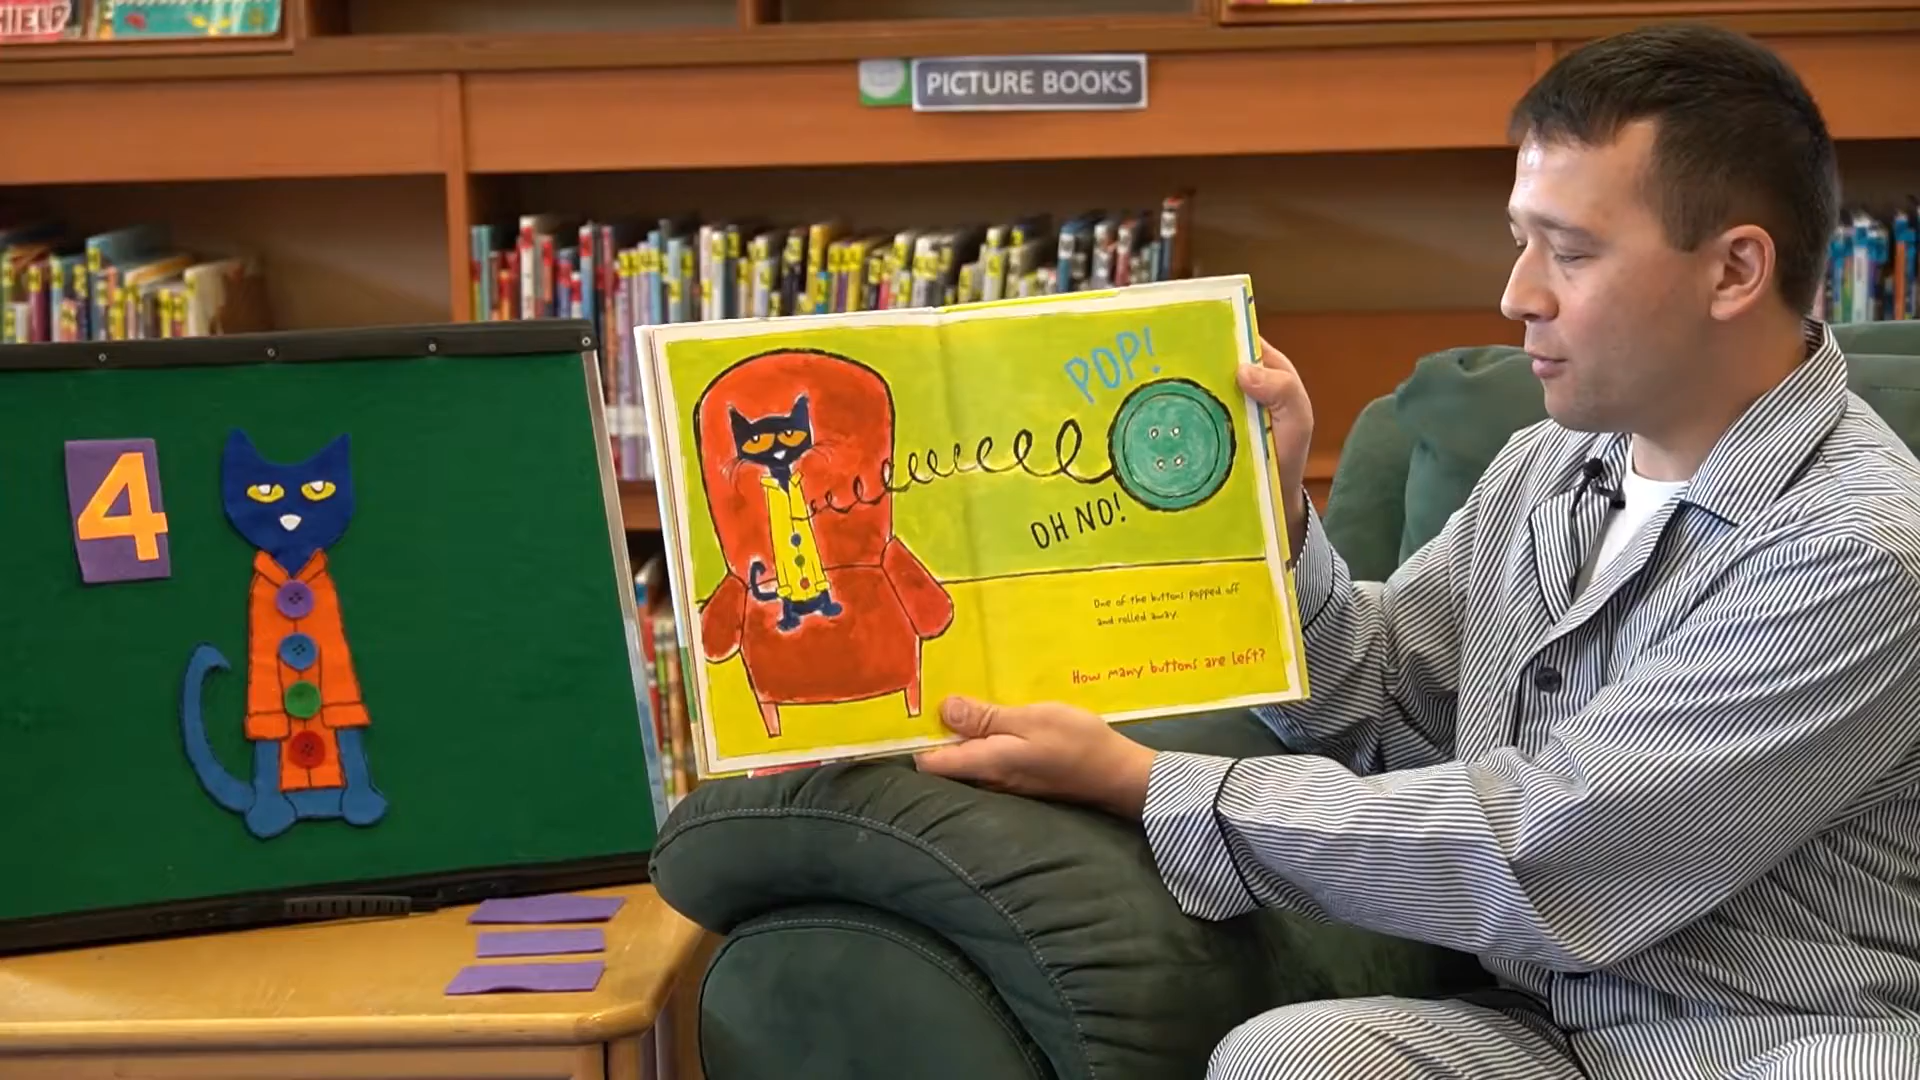 HELP
PICTURE BOOKS
4
POP!
OH NO!
One of the buttons popped off
and rolled away.
How many buttons are left?